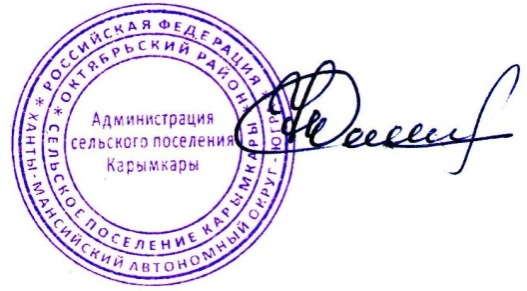 * РОССИЙСКАЯ ФЕДЕРАЦИЯ *
ХАНТЫ-МАНСИЙСКИЙ АВТОНОМНЫЙ ОКРУГ - ЮГРА
* ОКТЯБРЬСКИЙ РАЙОН *
СЕЛЬСКОЕ ПОСЕЛЕНИЕ КАРЫМКАРЫ
Администрация
сельского поселения
Карымкары